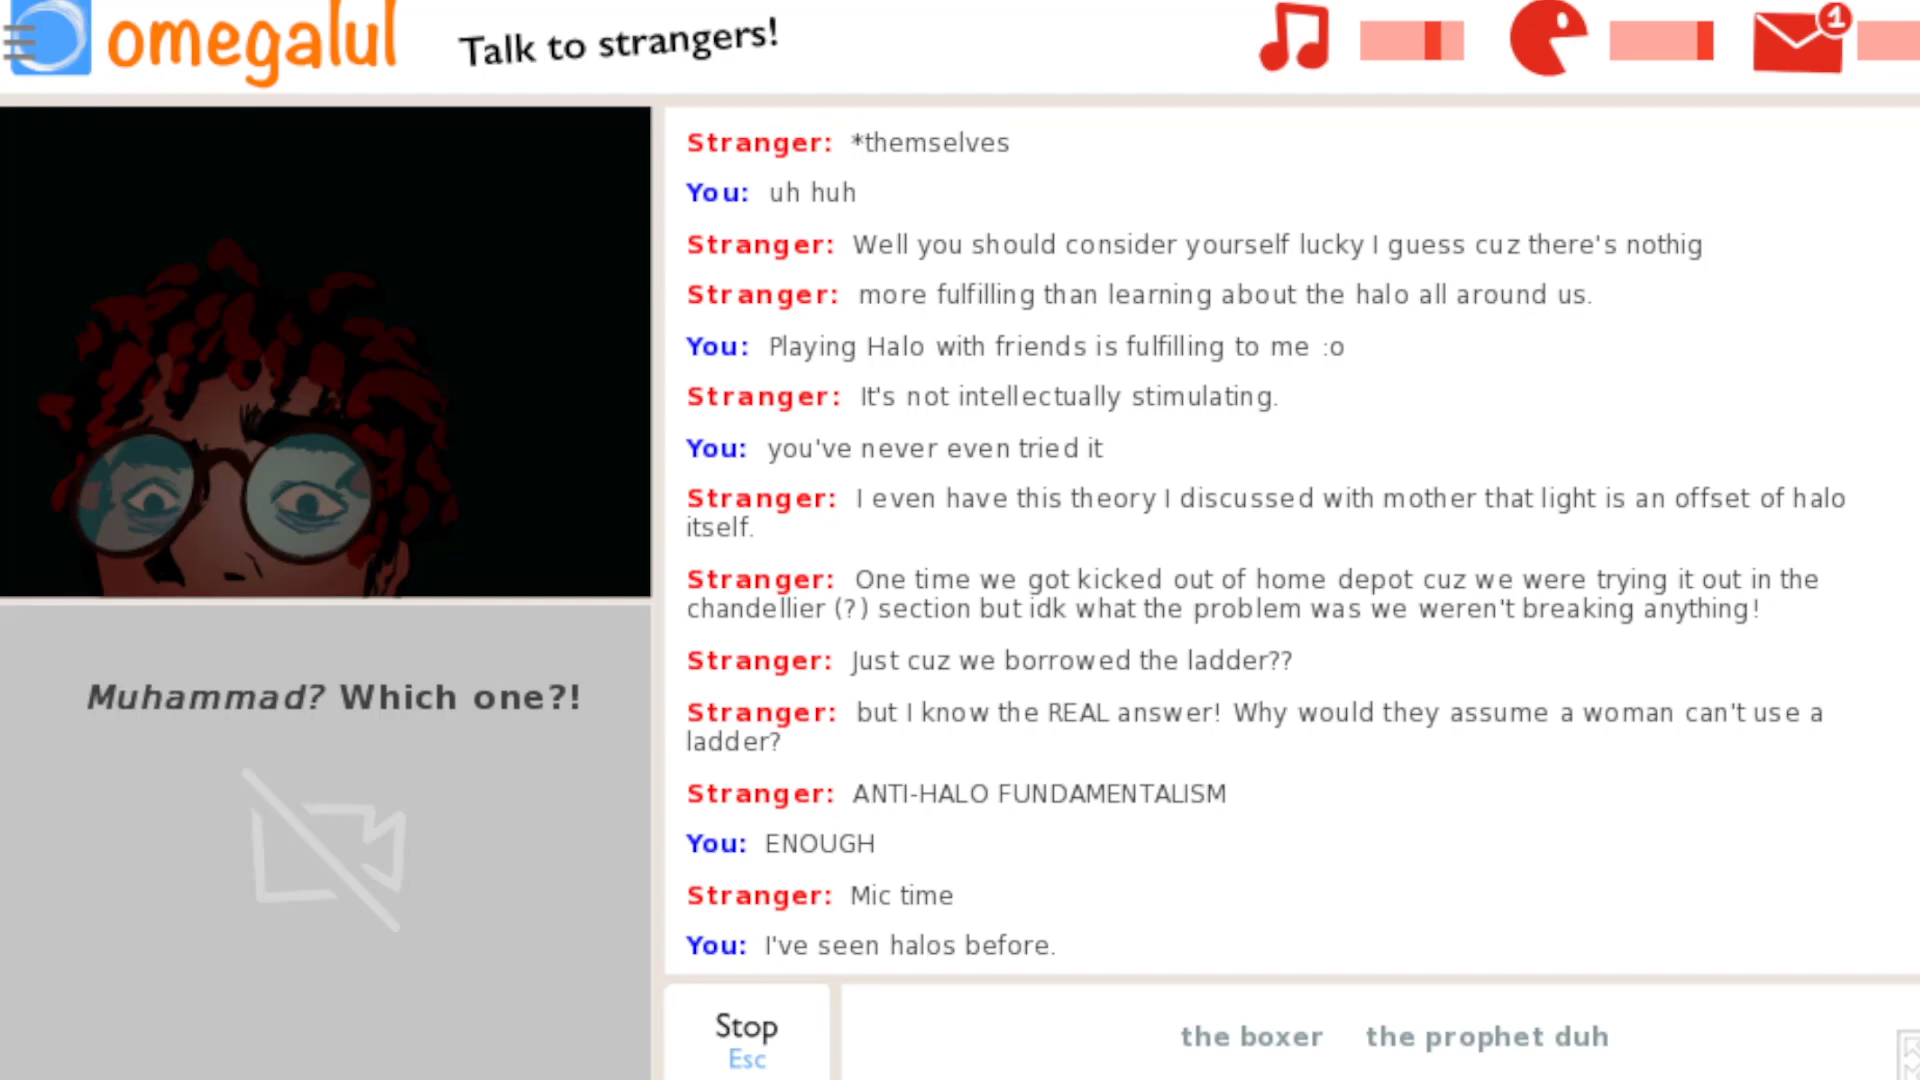 omegalul
Talk to strangers!
1
Stranger: *themselves
You: uh huh
Stranger: Well you should consider yourself lucky I guess cuz there's nothig
Stranger: more fulfilling than learning about the halo all around us.
You: Playing Halo with friends is fulfilling to me :o
Stranger: It's not intellectually stimulating.
You: you've never even tried it
Stranger: I even have this theory I discussed with mother that light is an offset of halo
itself.
Stranger: One time we got kicked out of home depot cuz we were trying it out in the
chandellier (?) section but idk what the problem was we weren't breaking anything!
Stranger: Just cuz we borrowed the ladder??
Stranger: but I know the REAL answer! Why would they assume a woman can't use a
ladder?
Stranger: ANTI-HALO FUNDAMENTALISM
You: ENOUGH
Stranger: Mic time
You: I've seen halos before.
Muhammad? Which one?!
Stop
Esc
the boxer the prophet duh